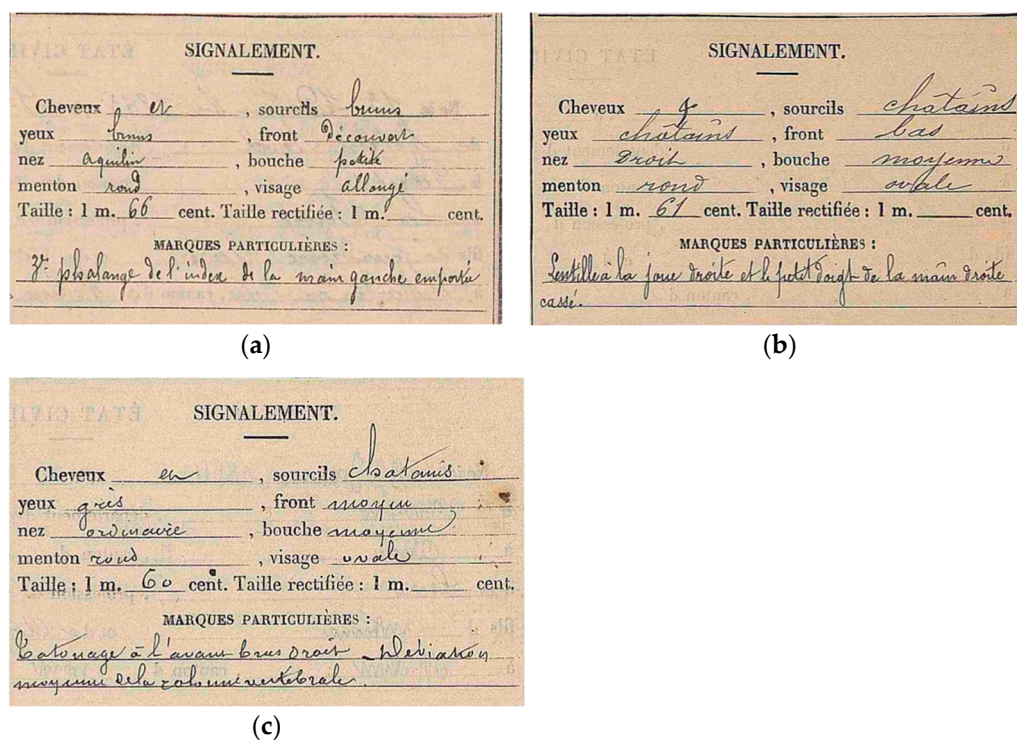 SIGNALEMENT.
Cheveux et , sourcils bruns
yeux bruns , front Découvert
nez aquilin , bouche petite
menton rond , visage allongé
Taille : 1 m. 66 cent. Taille rectifiée : 1 m. cent.
MARQUES PARTICULIÈRES :
3e phalange de l'index de la main gauche emporté
(a)
SIGNALEMENT.
Cheveux & , sourcils châtains
yeux châtains , front bas
nez Droit , bouche moyenne
menton rond , visage ovale
Taille : 1 m. 61 cent. Taille rectifiée : 1 m. cent.
MARQUES PARTICULIÈRES :
Lentille à la joue droite et le petit doigt de la main droite
cassé.
(b)
SIGNALEMENT.
Cheveux en , sourcils chatains
yeux grès , front moyen
nez ordinaire , bouche moyenne
menton rond , visage ovale
Taille : 1 m. 60 cent. Taille rectifiée : 1 m. cent.
MARQUES PARTICULIÈRES :
Tatouage à l'avant bras droit _ Déviation
moyenne de la colonne vertébrale.
(c)